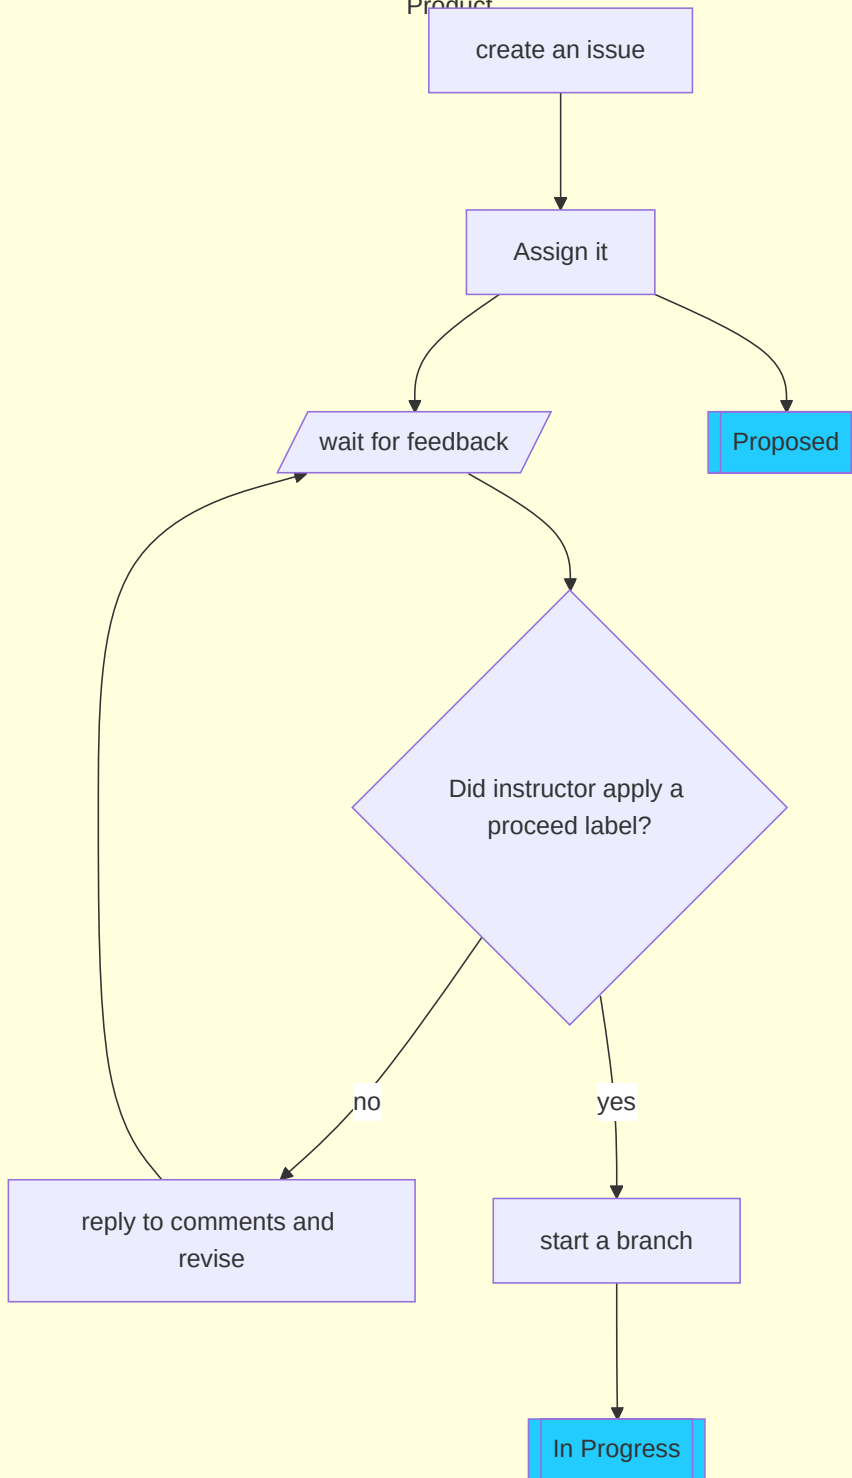 Product
create an issue
Assign it
wait for feedback
Proposed
Did instructor apply a
proceed label?
no
yes
reply to comments and
revise
start a branch
In Progress